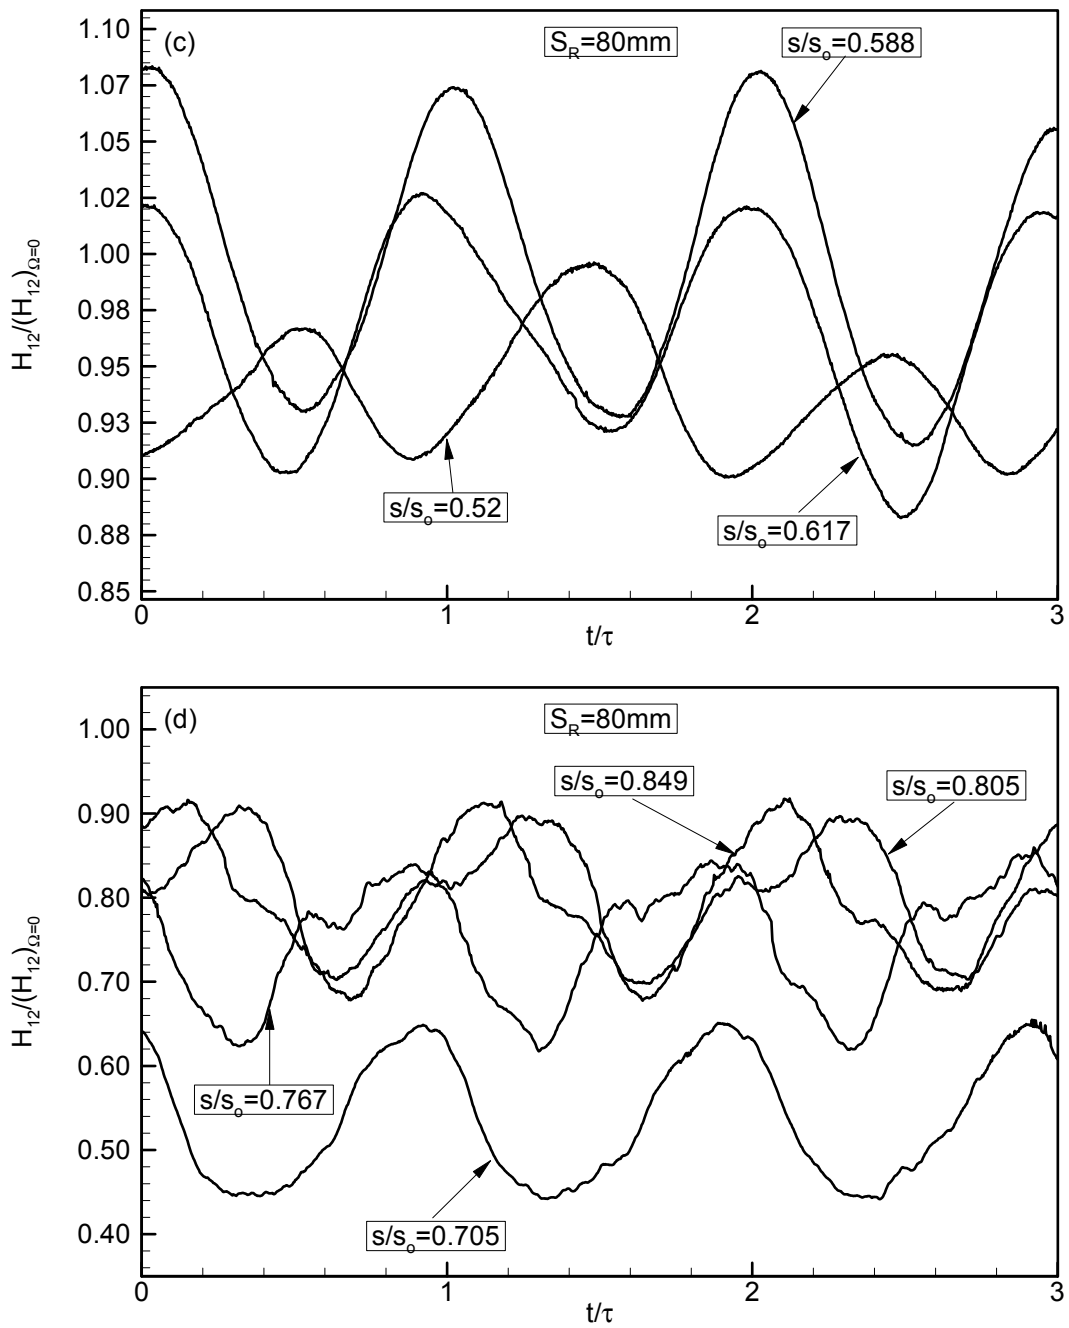 (c)
S_R=80mm
s/s_o=0.588
1.10
1.07
1.05
1.02
1.00
0.98
0.95
0.93
0.90
0.88
0.85
H_12/(H_12)_Ω=0
s/s_o=0.52
s/s_o=0.617
0 1 2 3
t/τ
(d)
S_R=80mm
s/s_o=0.849
s/s_o=0.805
1.00
0.90
0.80
0.70
0.60
0.50
0.40
H_12/(H_12)_Ω=0
s/s_o=0.767
s/s_o=0.705
0 1 2 3
t/τ